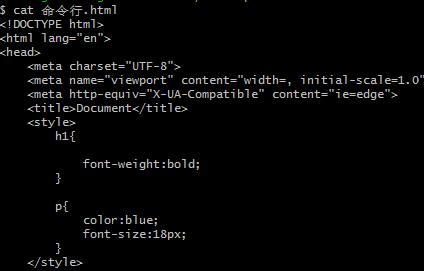 $ cat 命令行.html
<!DOCTYPE html>
<html lang="en">
<head>
    <meta charset="UTF-8">
    <meta name="viewport" content="width=, initial-scale=1.0"
    <meta http-equiv="X-UA-Compatible" content="ie=edge">
    <title>Document</title>
    <style>
        h1{
            font-weight:bold;
        }
        p{
            color:blue;
            font-size:18px;
        }
    </style>